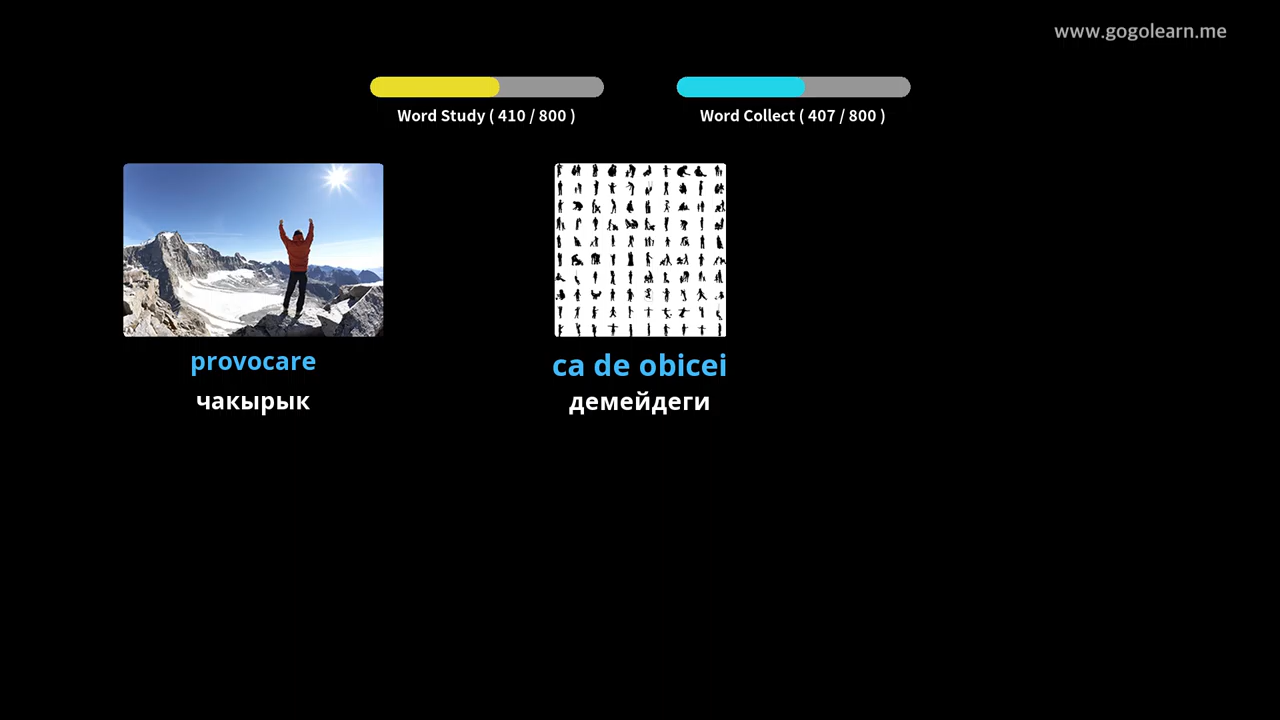 www.gogolearn.me
Word Study ( 410 / 800 )
Word Collect ( 407 / 800 )
provocare
чакырык
ca de obicei
демейдеги